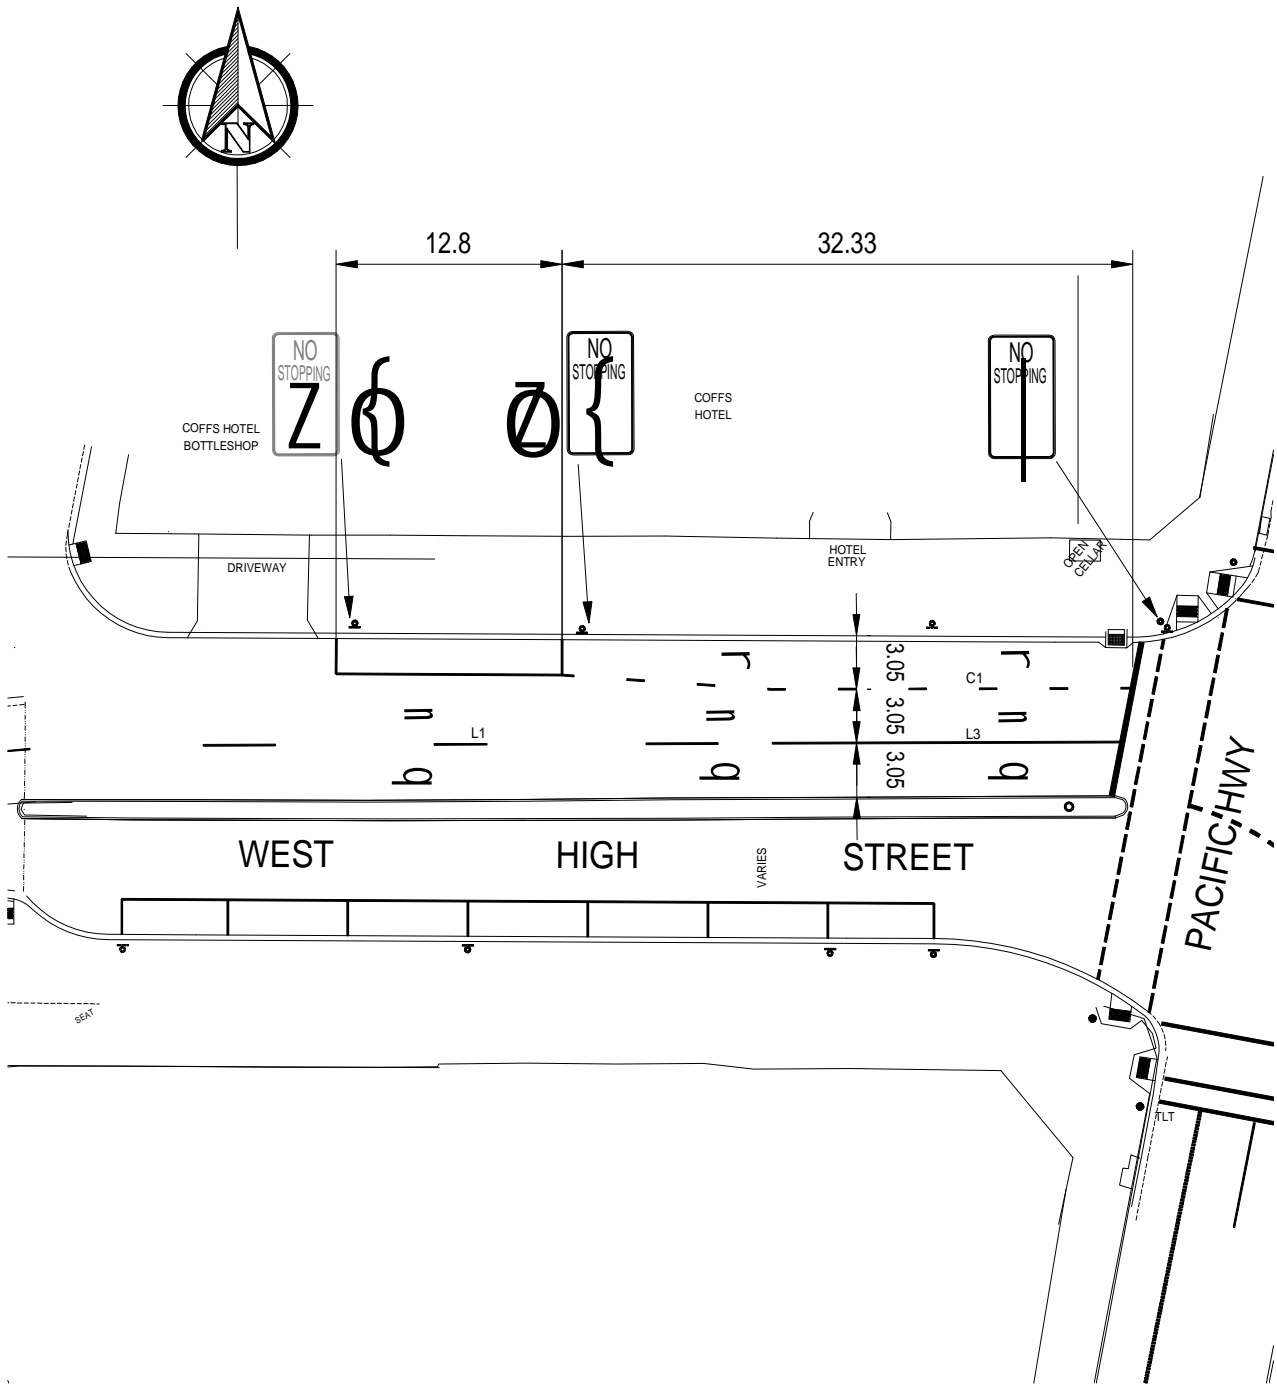 N
12.8
32.33
NO
STOPPING
Z
{
NO
STOPPING
{
NO
STOPPING
|
COFFS HOTEL
BOTTLESHOP
COFFS
HOTEL
DRIVEWAY
HOTEL
ENTRY
OPEN
CELLAR
3.05
3.05
3.05
C1
L1
L3
r
r
n
n
n
q
q
q
WEST HIGH STREET
VARIES
PACIFIC HWY
SEAT
TLT